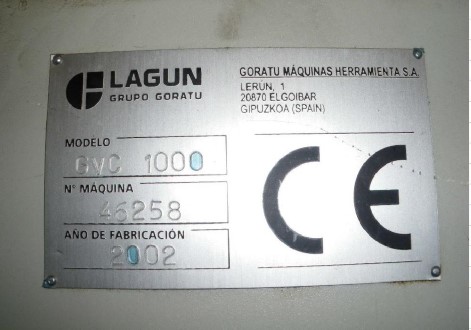 LAGUN
GRUPO GORATU
GORATU MÁQUINAS HERRAMIENTA S.A.
LERÚN, 1
20870 ELGOIBAR
GIPUZKOA (SPAIN)
MODELO
GVC 1000
Nº MÁQUINA
46258
AÑO DE FABRICACIÓN
2002
CE